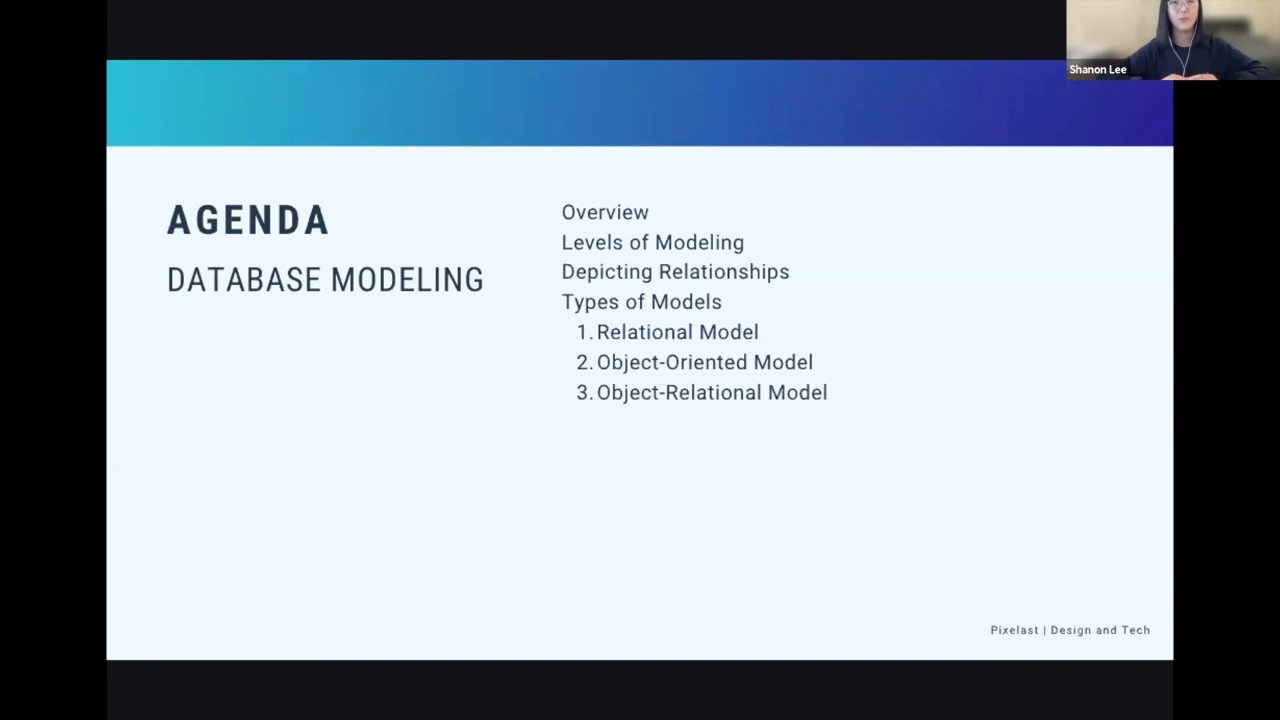 Shanon Lee
AGENDA
DATABASE MODELING
Overview
Levels of Modeling
Depicting Relationships
Types of Models
1. Relational Model
2. Object-Oriented Model
3. Object-Relational Model
Pixelast | Design and Tech